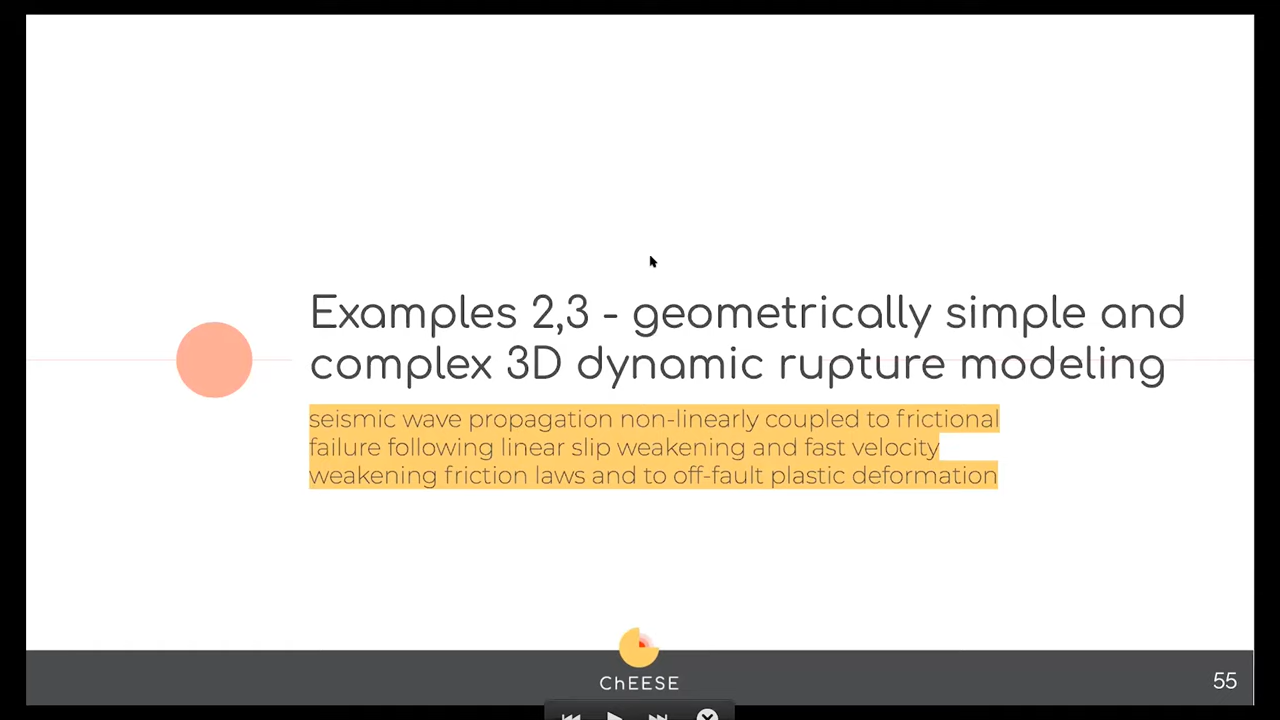 Examples 2,3 - geometrically simple and
complex 3D dynamic rupture modeling
seismic wave propagation non-linearly coupled to frictional
failure following linear slip weakening and fast velocity
weakening friction laws and to off-fault plastic deformation
ChEESE
55